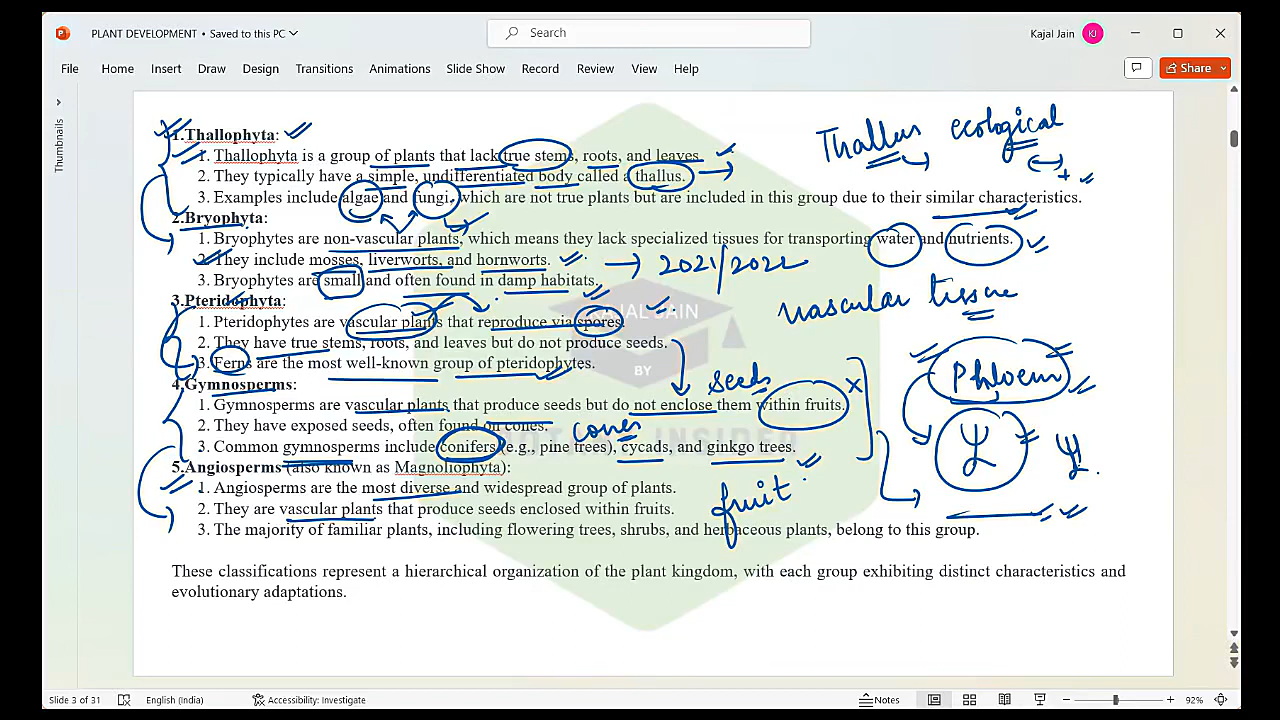 PLANT DEVELOPMENT • Saved to this PC
Search
Kajal Jain
KJ
File Home Insert Draw Design Transitions Animations Slide Show Record Review View Help
Share
Thumbnails
1.Thallophyta:
1. Thallophyta is a group of plants that lack true stems, roots, and leaves.
2. They typically have a simple, undifferentiated body called a thallus.
3. Examples include algae and fungi, which are not true plants but are included in this group due to their similar characteristics.
Thallus ecological
2.Bryophyta:
1. Bryophytes are non-vascular plants, which means they lack specialized tissues for transporting water and nutrients.
2. They include mosses, liverworts, and hornworts.
2021/2022
3. Bryophytes are small and often found in damp habitats.
3.Pteridophyta:
vascular tissue
KAJAL JAIN
1. Pteridophytes are vascular plants that reproduce via spores.
2. They have true stems, roots, and leaves but do not produce seeds.
3. Ferns are the most well-known group of pteridophytes.
BY
Phloem
4.Gymnosperms:
seeds
1. Gymnosperms are vascular plants that produce seeds but do not enclose them within fruits.
2. They have exposed seeds, often found on cones.
cones
3. Common gymnosperms include conifers (e.g., pine trees), cycads, and ginkgo trees.
5.Angiosperms (also known as Magnoliophyta):
1. Angiosperms are the most diverse and widespread group of plants.
fruit
2. They are vascular plants that produce seeds enclosed within fruits.
3. The majority of familiar plants, including flowering trees, shrubs, and herbaceous plants, belong to this group.
These classifications represent a hierarchical organization of the plant kingdom, with each group exhibiting distinct characteristics and
evolutionary adaptations.
Slide 3 of 31 English (India) Accessibility: Investigate Notes 92%